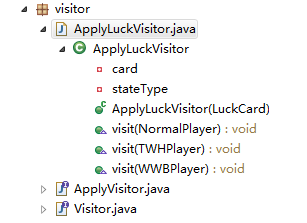 visitor
ApplyLuckVisitor.java
ApplyLuckVisitor
card
stateType
ApplyLuckVisitor(LuckCard)
visit(NormalPlayer) : void
visit(TWHPlayer) : void
visit(WWBPlayer) : void
ApplyVisitor.java
Visitor.java